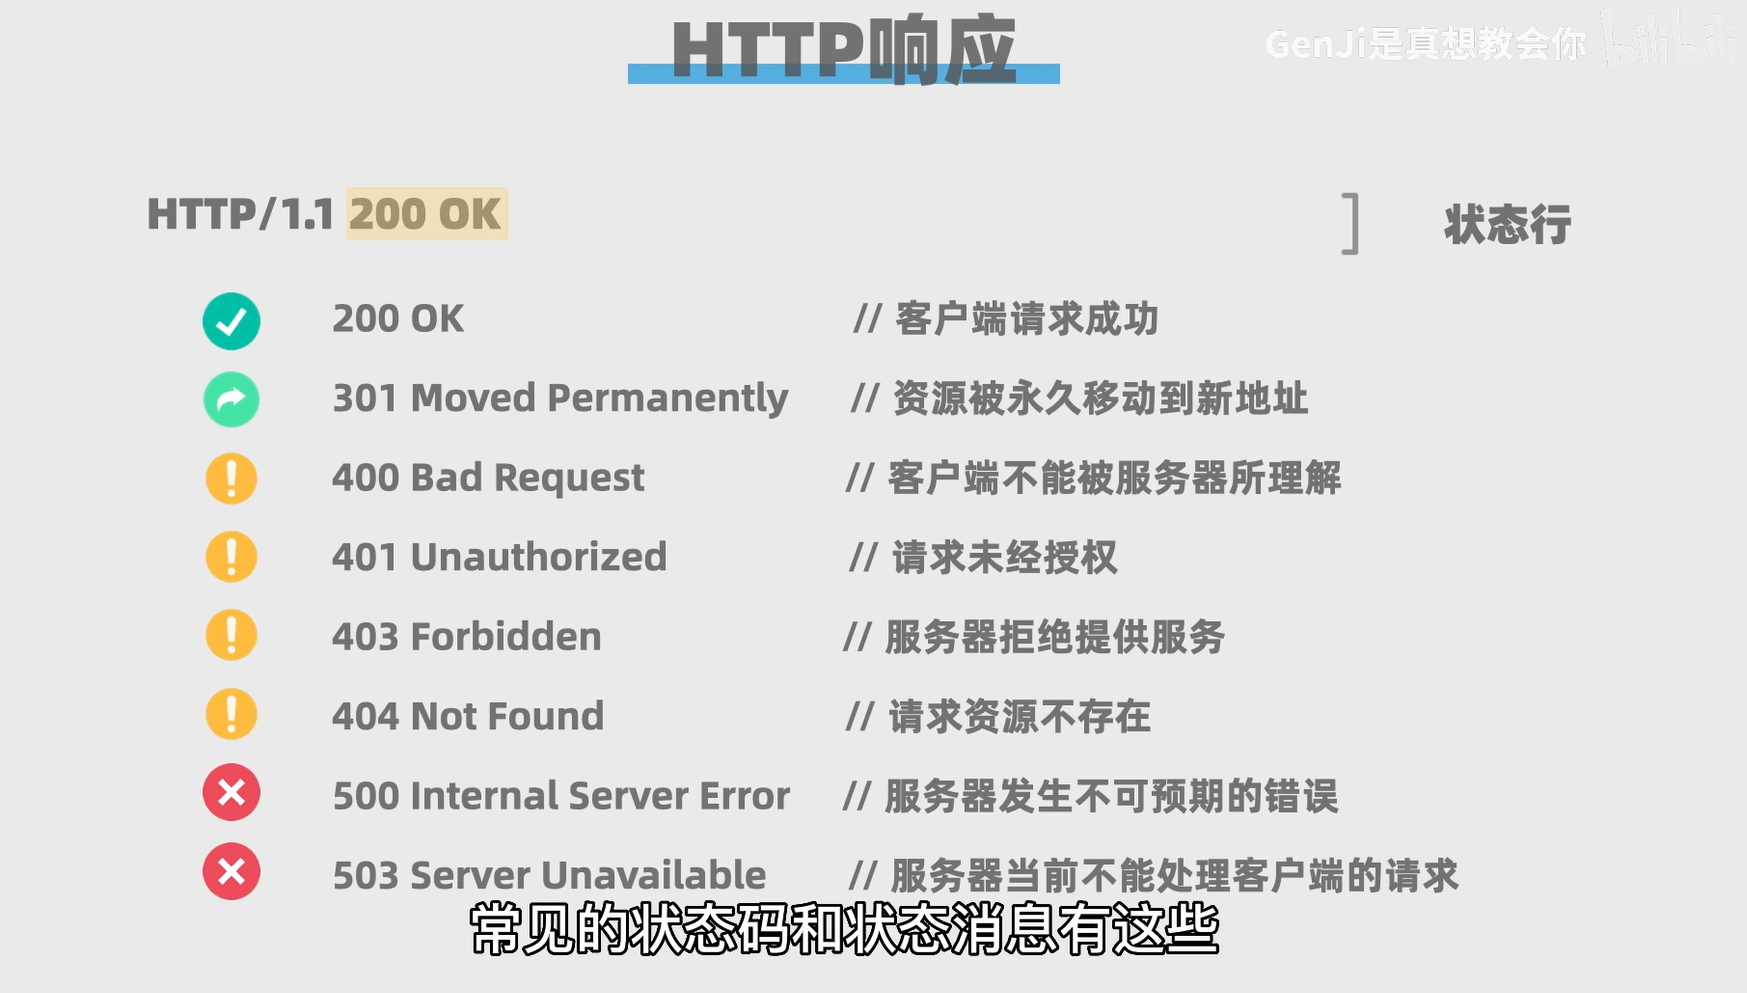 HTTP响应
GenJi是真想教会你 bilibili
HTTP/1.1 200 OK ] 状态行
200 OK // 客户端请求成功
301 Moved Permanently // 资源被永久移动到新地址
400 Bad Request // 客户端不能被服务器所理解
401 Unauthorized // 请求未经授权
403 Forbidden // 服务器拒绝提供服务
404 Not Found // 请求资源不存在
500 Internal Server Error // 服务器发生不可预期的错误
503 Server Unavailable // 服务器当前不能处理客户端的请求
常见的状态码和状态消息有这些